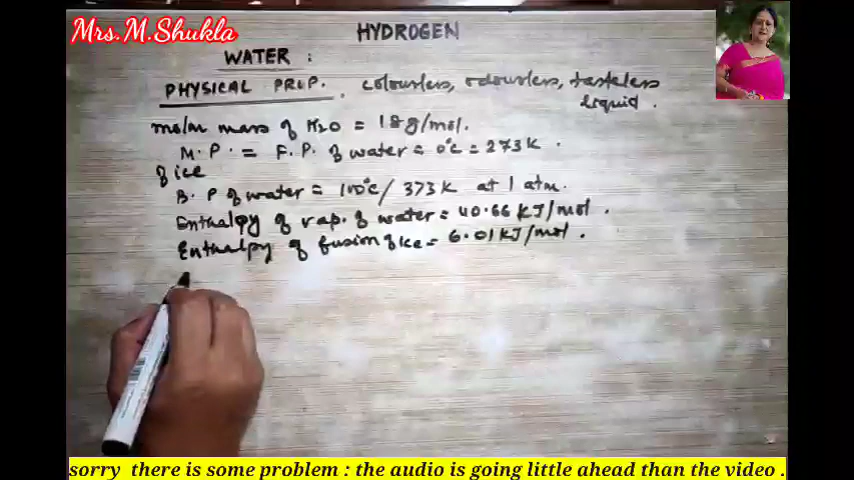 Mrs.M.Shukla
HYDROGEN
WATER :
PHYSICAL PROP. , colourless, odourless, tasteless
liquid .
molar mass of H2O = 18g/mol.
M.P. = F.P. of water = 0°C = 273K .
of ice
B.P of water = 100°C/ 373K at 1 atm.
Enthalpy of vap. of water = 40.66 KJ/mol .
Enthalpy of fusion of ice = 6.01 KJ/mol .
sorry there is some problem : the audio is going little ahead than the video .